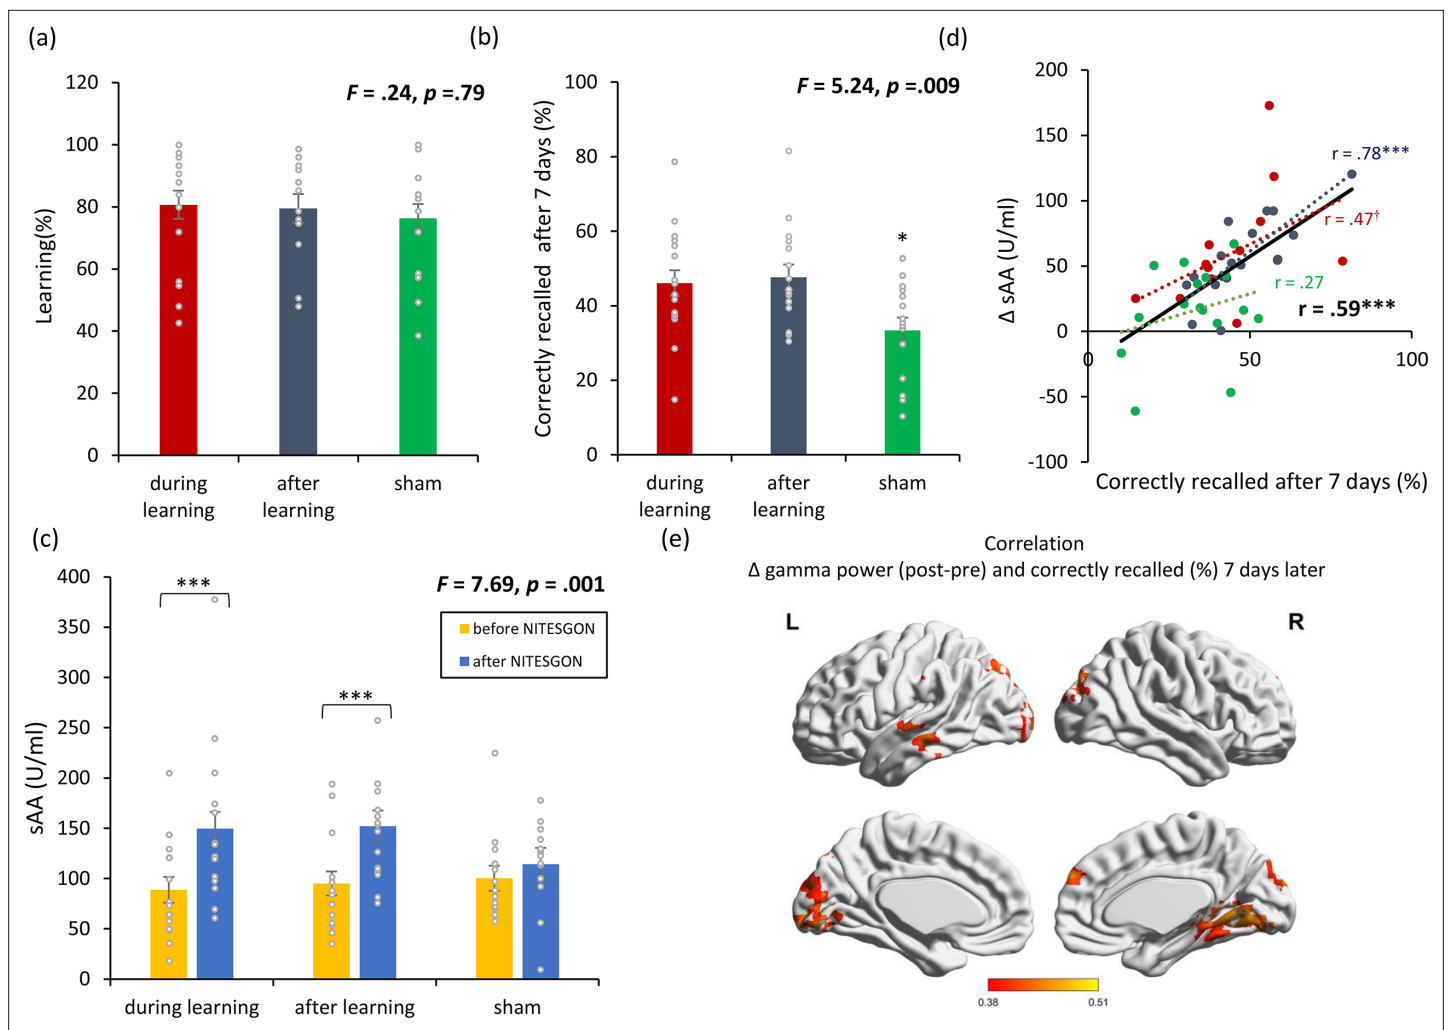 (a)
F = .24, p =.79
Learning(%)
120
100
80
60
40
20
0
during learning
after learning
sham
(b)
F = 5.24, p =.009
Correctly recalled after 7 days (%)
100
80
60
40
20
0
*
during learning
after learning
sham
(d)
Δ sAA (U/ml)
200
150
100
50
0
-50
-100
r = .78***
r = .47†
r = .27
r = .59***
0
50
100
Correctly recalled after 7 days (%)
(c)
F = 7.69, p = .001
before NITESGON
after NITESGON
sAA (U/ml)
400
350
300
250
200
150
100
50
0
***
***
during learning
after learning
sham
(e)
Correlation
Δ gamma power (post-pre) and correctly recalled (%) 7 days later
L
R
0.38
0.51